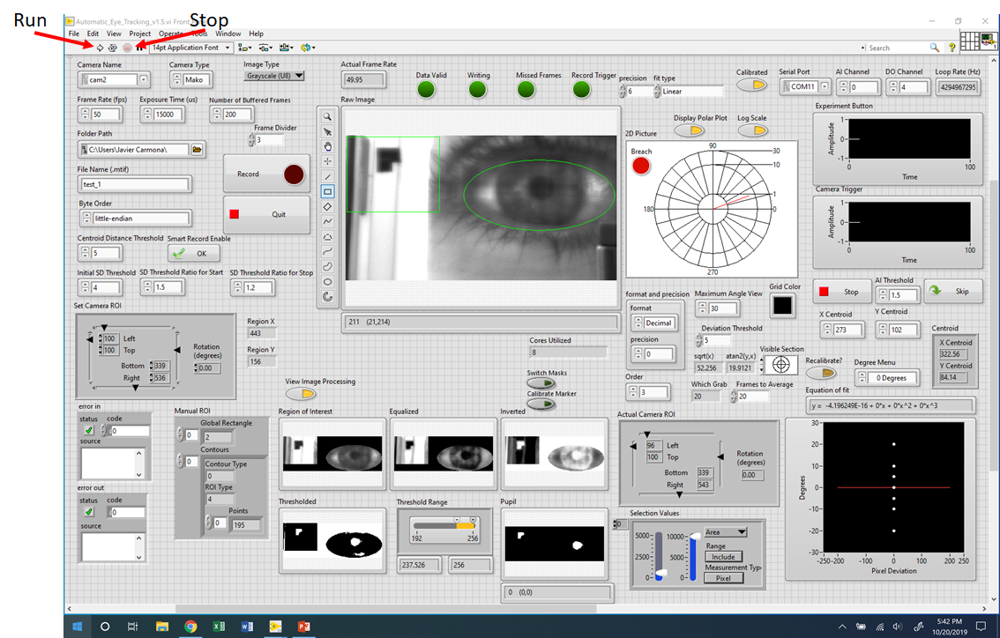 Run
Stop
Automatic_Eye_Tracking_v1.5.vi Front
File Edit View Project Operate Tools Window Help
14pt Application Font
Search
Camera Name
cam2
Camera Type
Mako
Image Type
Grayscale (U8)
Actual Frame Rate
49.95
Data Valid
Writing
Missed Frames
Record Trigger
precision
6
fit type
Linear
Calibrated
Serial Port
COM11
AI Channel
0
DO Channel
4
Loop Rate (Hz)
4294967295
Frame Rate (fps)
50
Exposure Time (us)
15000
Number of Buffered Frames
200
Frame Divider
3
Folder Path
C:\Users\Javier Carmona\
File Name (.mtif)
test_1
Record
Byte Order
little-endian
Quit
Centroid Distance Threshold
5
Smart Record Enable
OK
Initial SD Threshold
4
SD Threshold Ratio for Start
1.5
SD Threshold Ratio for Stop
1.2
Raw Image
211 (21,214)
Display Polar Plot
Log Scale
2D Picture
Breach
90
30
10
1
180
0
270
Experiment Button
Amplitude
1
0
-1
0
100
Time
Camera Trigger
Amplitude
1
0
-1
0
100
Time
Stop
AI Threshold
1.5
Skip
X Centroid
273
Y Centroid
102
Centroid
X Centroid
322.56
Y Centroid
84.14
format and precision
format
Decimal
precision
0
Maximum Angle View
30
Grid Color
Deviation Threshold
5
sqrt(x)
52.256
atan2(y,x)
19.9121
Visible Section
Recalibrate?
Degree Menu
0 Degrees
Order
3
Which Grab
20
Frames to Average
20
Equation of fit
y = -4.196249E-16 + 0*x + 0*x^2 + 0*x^3
Set Camera ROI
100 Left
100 Top
Bottom 339
Right 536
Rotation
(degrees)
0.00
Region X
443
Region Y
156
Cores Utilized
8
Switch Masks
Calibrate Marker
View Image Processing
error in
status code
0
source
error out
status code
0
source
Manual ROI
0
Global Rectangle
2
Contours
0
Contour Type
0
ROI Type
4
Points
0
195
Region of Interest
Equalized
Inverted
Thresholded
Threshold Range
192
256
237.526
256
Pupil
0 (0,0)
Actual Camera ROI
96 Left
100 Top
Bottom 339
Right 543
Rotation
(degrees)
0.00
0
Selection Values
5000
2500
0
10000
5000
0
Area
Range
Include
Measurement Typ
Pixel
Degrees
30
20
10
0
-10
-20
-30
-250 -200 -100 0 100 200 250
Pixel Deviation
5:42 PM
10/20/2019